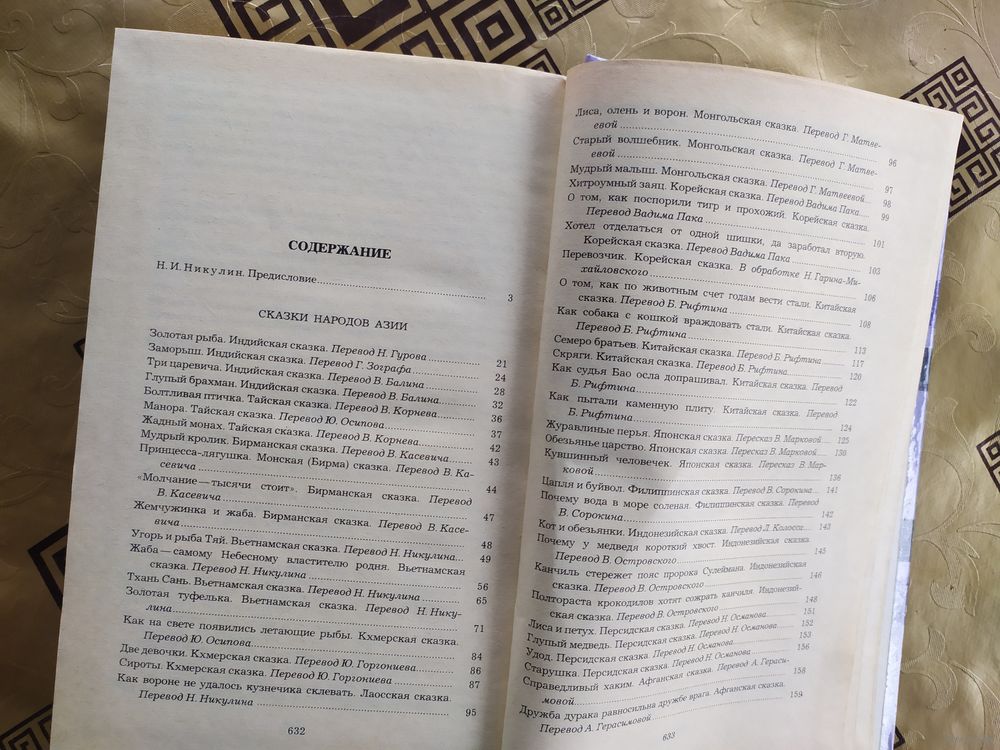 СОДЕРЖАНИЕ
Н. И. Никулин. Предисловие 3
СКАЗКИ НАРОДОВ АЗИИ
Золотая рыба. Индийская сказка. Перевод Н. Гурова 21
Заморыш. Индийская сказка. Перевод Г. Зографа 24
Три царевича. Индийская сказка. Перевод В. Балина 28
Глупый брахман. Индийская сказка. Перевод В. Балина 32
Болтливая птичка. Тайская сказка. Перевод В. Корнева 36
Манора. Тайская сказка. Перевод Ю. Осипова 37
Жадный монах. Тайская сказка. Перевод В. Корнева 42
Мудрый кролик. Бирманская сказка. Перевод В. Касевича 43
Принцесса-лягушка. Монская (Бирма) сказка. Перевод В. Ка-
севича 44
«Молчание — тысячи стоит». Бирманская сказка. Перевод
В. Касевича 47
Жемчужинка и жаба. Бирманская сказка. Перевод В. Касе-
вича 48
Угорь и рыба Тяй. Вьетнамская сказка. Перевод Н. Никулина 49
Жаба — самому Небесному властителю родня. Вьетнамская
сказка. Перевод Н. Никулина 56
Тхань Сань. Вьетнамская сказка. Перевод Н. Никулина 65
Золотая туфелька. Вьетнамская сказка. Перевод Н. Нику-
лина 71
Как на свете появились летающие рыбы. Кхмерская сказка.
Перевод Ю. Осипова 84
Две девочки. Кхмерская сказка. Перевод Ю. Горгониева 86
Сироты. Кхмерская сказка. Перевод Ю. Горгониева 87
Как вороне не удалось кузнечика склевать. Лаосская сказка.
Перевод Н. Никулина 95
632
Лиса, олень и ворон. Монгольская сказка. Перевод Г. Матве-
евой 96
Старый волшебник. Монгольская сказка. Перевод Г. Матве-
евой 97
Мудрый малыш. Монгольская сказка. Перевод Г. Матвеевой 98
Хитроумный заяц. Корейская сказка. Перевод Вадима Пака 99
О том, как поспорили тигр и прохожий. Корейская сказка.
Перевод Вадима Пака 101
Хотел отделаться от одной шишки, да заработал вторую.
Корейская сказка. Перевод Вадима Пака 103
Перевозчик. Корейская сказка. В обработке Н. Гарина-Ми-
хайловского 106
О том, как по животным счет годам вести стали. Китайская
сказка. Перевод Б. Рифтина 108
Как собака с кошкой враждовать стали. Китайская сказка.
Перевод Б. Рифтина 113
Семеро братьев. Китайская сказка. Перевод Б. Рифтина 117
Скряги. Китайская сказка. Перевод Б. Рифтина 120
Как судья Бао осла допрашивал. Китайская сказка. Перевод
Б. Рифтина 122
Как пытали каменную плиту. Китайская сказка. Перевод
Б. Рифтина 124
Журавлиные перья. Японская сказка. Пересказ В. Марковой 125
Обезьянье царство. Японская сказка. Пересказ В. Марковой 130
Кувшинный человечек. Японская сказка. Пересказ В. Мар-
ковой 136
Цапля и буйвол. Филиппинская сказка. Перевод В. Сорокина 141
Почему вода в море соленая. Филиппинская сказка. Перевод
В. Сорокина 142
Кот и обезьянки. Индонезийская сказка. Перевод Л. Колосса 143
Почему у медведя короткий хвост. Индонезийская сказка.
Перевод В. Островского 145
Канчиль стережет пояс пророка Сулеймана. Индонезийская
сказка. Перевод В. Островского 146
Полтораста крокодилов хотят сожрать канчиля. Индонезий-
ская сказка. Перевод В. Островского 148
Лиса и петух. Персидская сказка. Перевод Н. Османова 151
Глупый медведь. Персидская сказка. Перевод Н. Османова 152
Удод. Персидская сказка. Перевод Н. Османова 153
Старушка. Персидская сказка. Перевод Н. Османова 156
Справедливый хаким. Афганская сказка. Перевод А. Гераси-
мовой 158
Дружба дурака равносильна дружбе врага. Афганская сказка.
Перевод А. Герасимовой 159
633